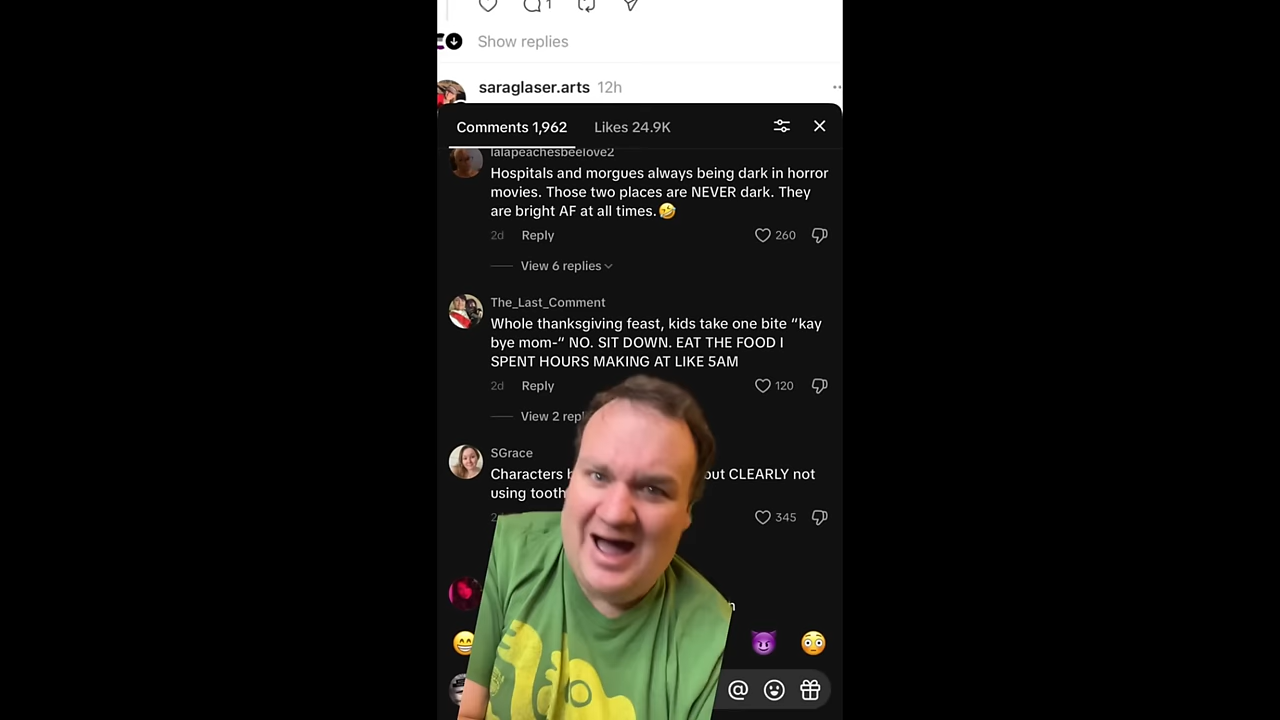 1
Show replies
saraglaser.arts 12h
Comments 1,962 Likes 24.9K
lalapeachesbeelove2
Hospitals and morgues always being dark in horror
movies. Those two places are NEVER dark. They
are bright AF at all times.🤣
2d Reply 260
View 6 replies
The_Last_Comment
Whole thanksgiving feast, kids take one bite “kay
bye mom-“ NO. SIT DOWN. EAT THE FOOD I
SPENT HOURS MAKING AT LIKE 5AM
2d Reply 120
View 2
SGrace
Characters CLEARLY not
using
345
@